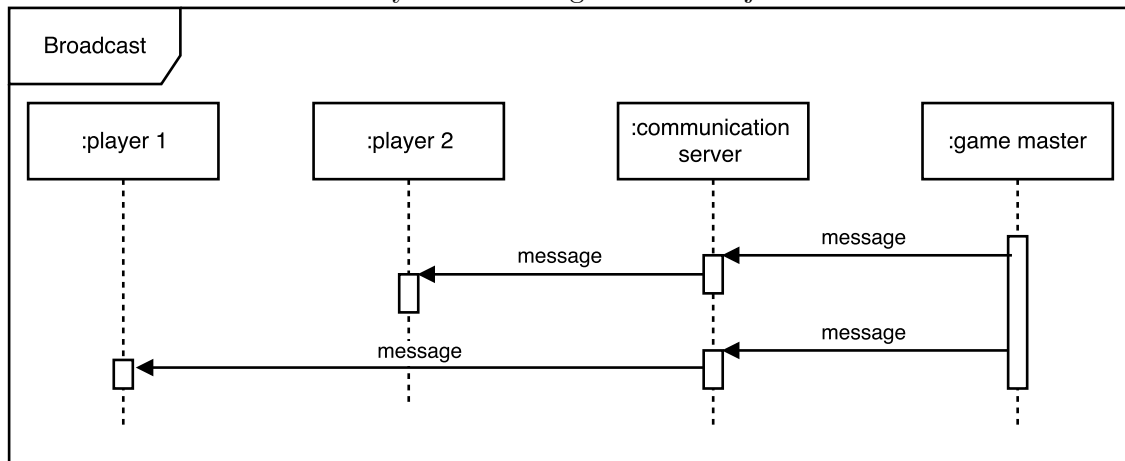 Broadcast
:player 1
:player 2
:communication
server
:game master
message
message
message
message